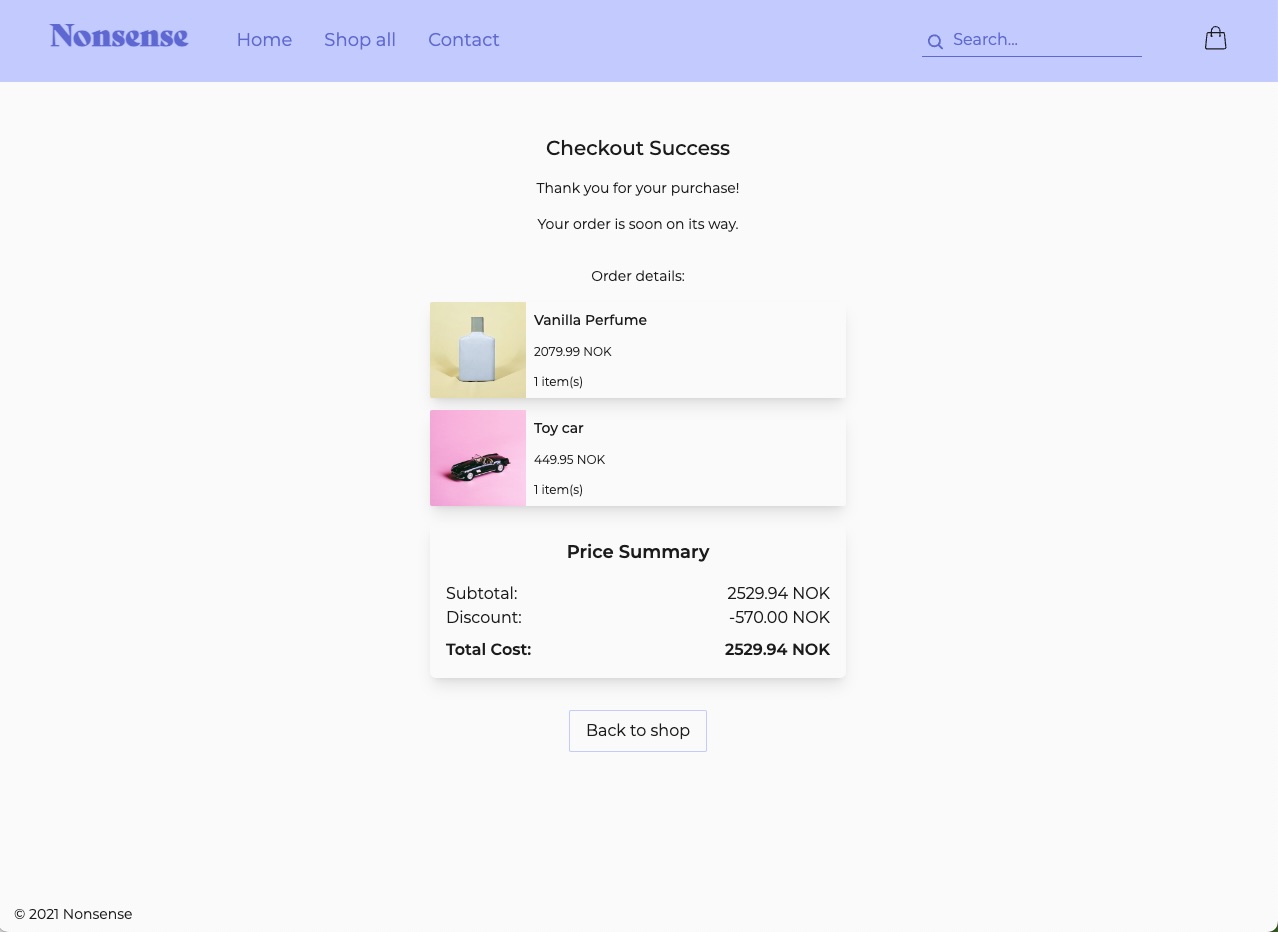 Nonsense Home Shop all Contact Search...
Checkout Success
Thank you for your purchase!
Your order is soon on its way.
Order details:
Vanilla Perfume
2079.99 NOK
1 item(s)
Toy car
449.95 NOK
1 item(s)
Price Summary
Subtotal: 2529.94 NOK
Discount: -570.00 NOK
Total Cost: 2529.94 NOK
Back to shop
© 2021 Nonsense